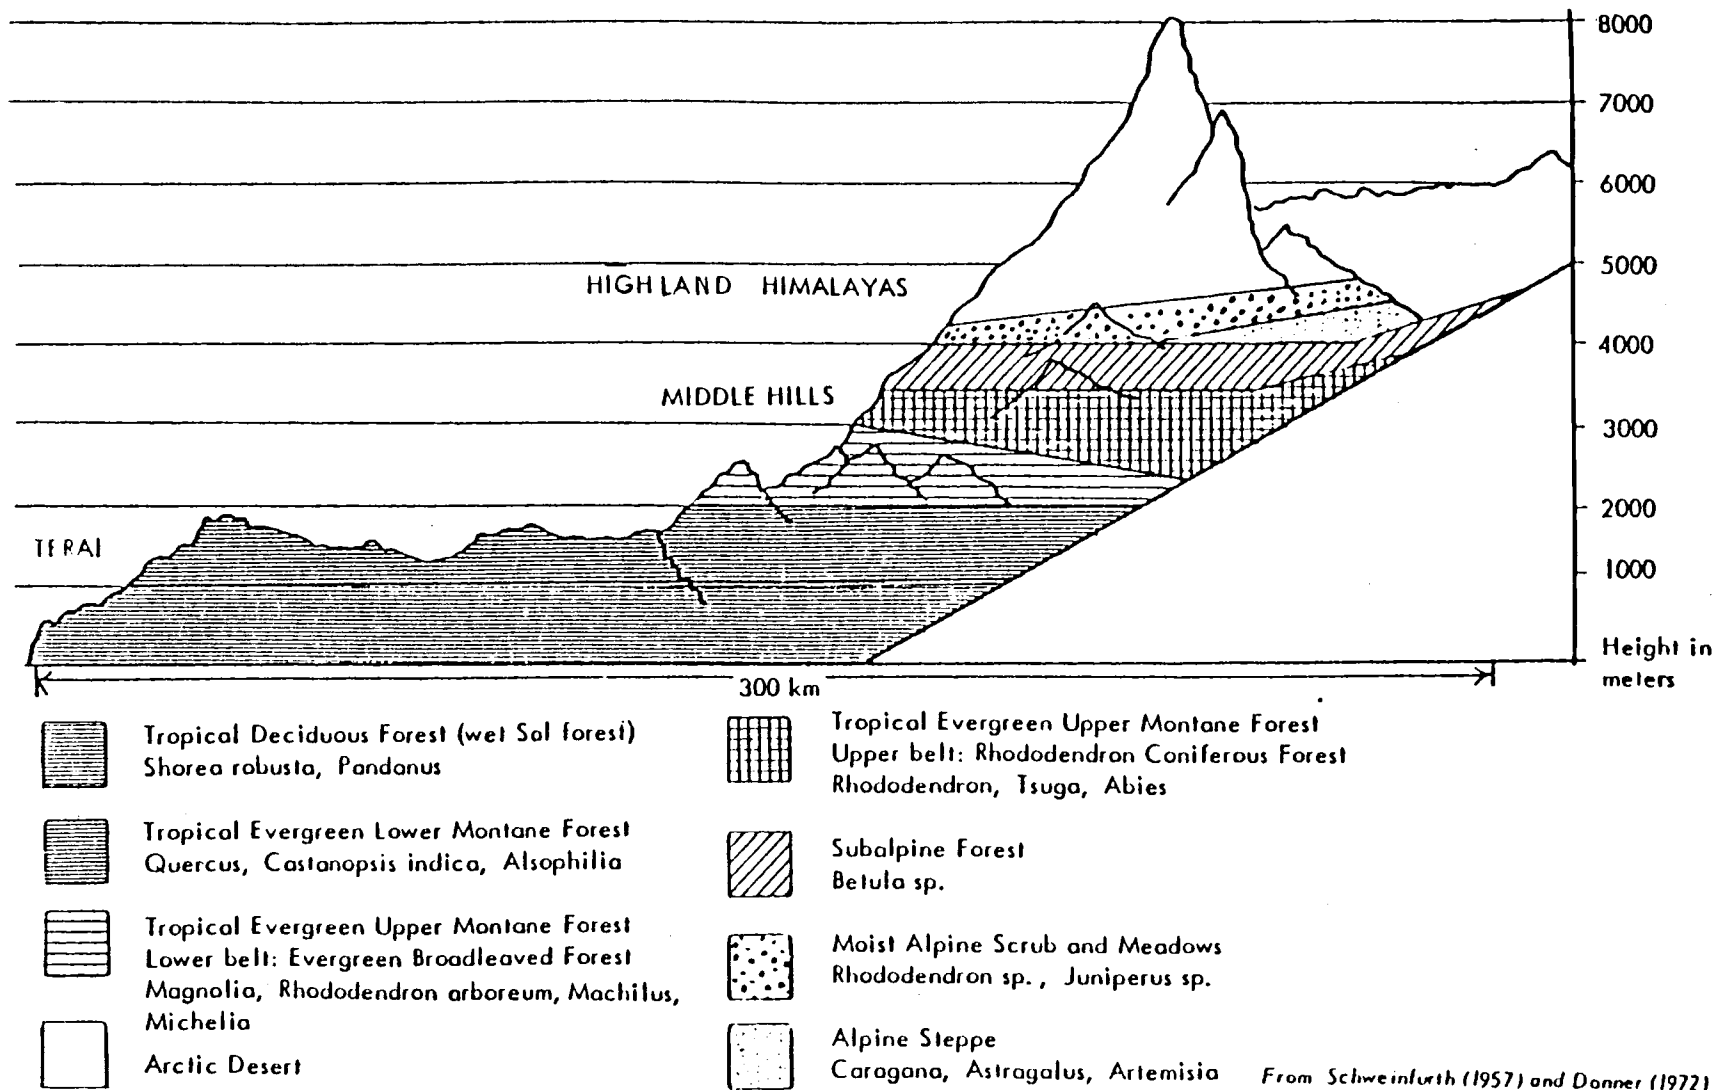 8000
7000
6000
5000
HIGHLAND HIMALAYAS
4000
MIDDLE HILLS
3000
2000
TERAI
1000
Height in
meters
300 km
Tropical Deciduous Forest (wet Sal forest)
Shorea robusta, Pandanus
Tropical Evergreen Lower Montane Forest
Quercus, Castanopsis indica, Alsophilia
Tropical Evergreen Upper Montane Forest
Lower belt: Evergreen Broadleaved Forest
Magnolia, Rhododendron arboreum, Machilus,
Michelia
Arctic Desert
Tropical Evergreen Upper Montane Forest
Upper belt: Rhododendron Coniferous Forest
Rhododendron, Tsuga, Abies
Subalpine Forest
Betula sp.
Moist Alpine Scrub and Meadows
Rhododendron sp., Juniperus sp.
Alpine Steppe
Caragana, Astragalus, Artemisia
From Schweinfurth (1957) and Donner (1972)